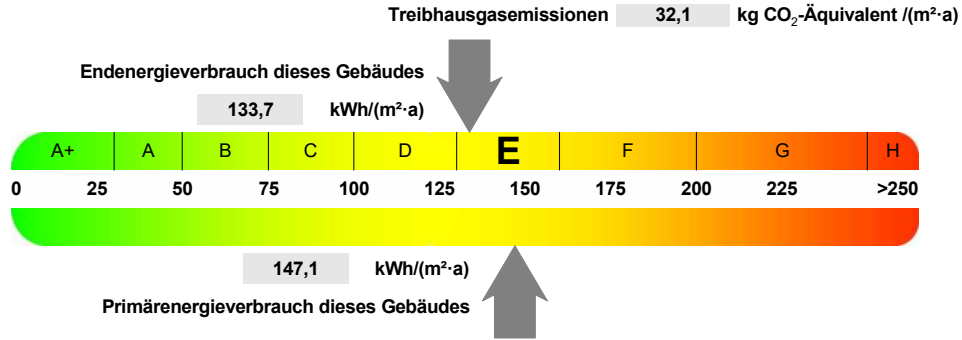 Treibhausgasemissionen 32,1 kg CO₂-Äquivalent /(m²·a)
Endenergieverbrauch dieses Gebäudes
133,7 kWh/(m²·a)
A+ A B C D E F G H
0 25 50 75 100 125 150 175 200 225 >250
147,1 kWh/(m²·a)
Primärenergieverbrauch dieses Gebäudes